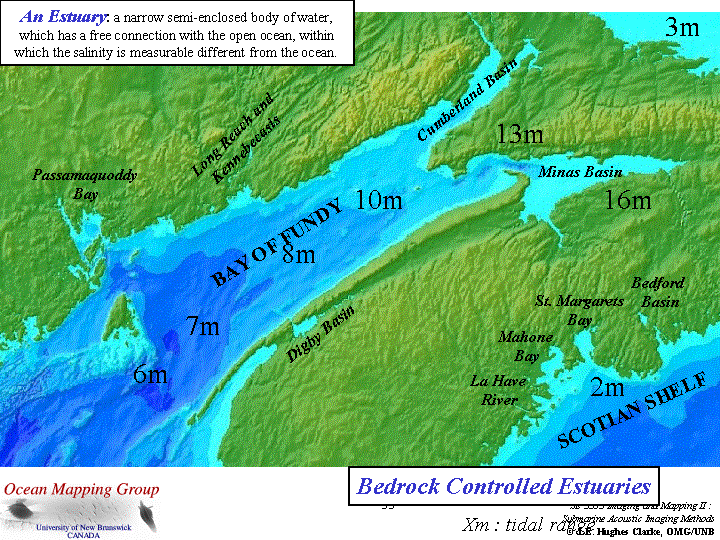 An Estuary: a narrow semi-enclosed body of water,
which has a free connection with the open ocean, within
which the salinity is measurable different from the ocean.
3m
Cumberland Basin
Long Reach and
Kennebecasis
13m
Passamaquoddy
Bay
Minas Basin
10m
16m
BAY OF FUNDY
8m
Bedford
Basin
St. Margarets
Bay
7m
Digby Basin
Mahone
Bay
6m
La Have
River
2m
SCOTIAN SHELF
Bedrock Controlled Estuaries
Ocean Mapping Group
University of New Brunswick
CANADA
Imaging and Mapping II :
Submarine Acoustic Imaging Methods
Xm : tidal range
Hughes Clarke, OMG/UNB